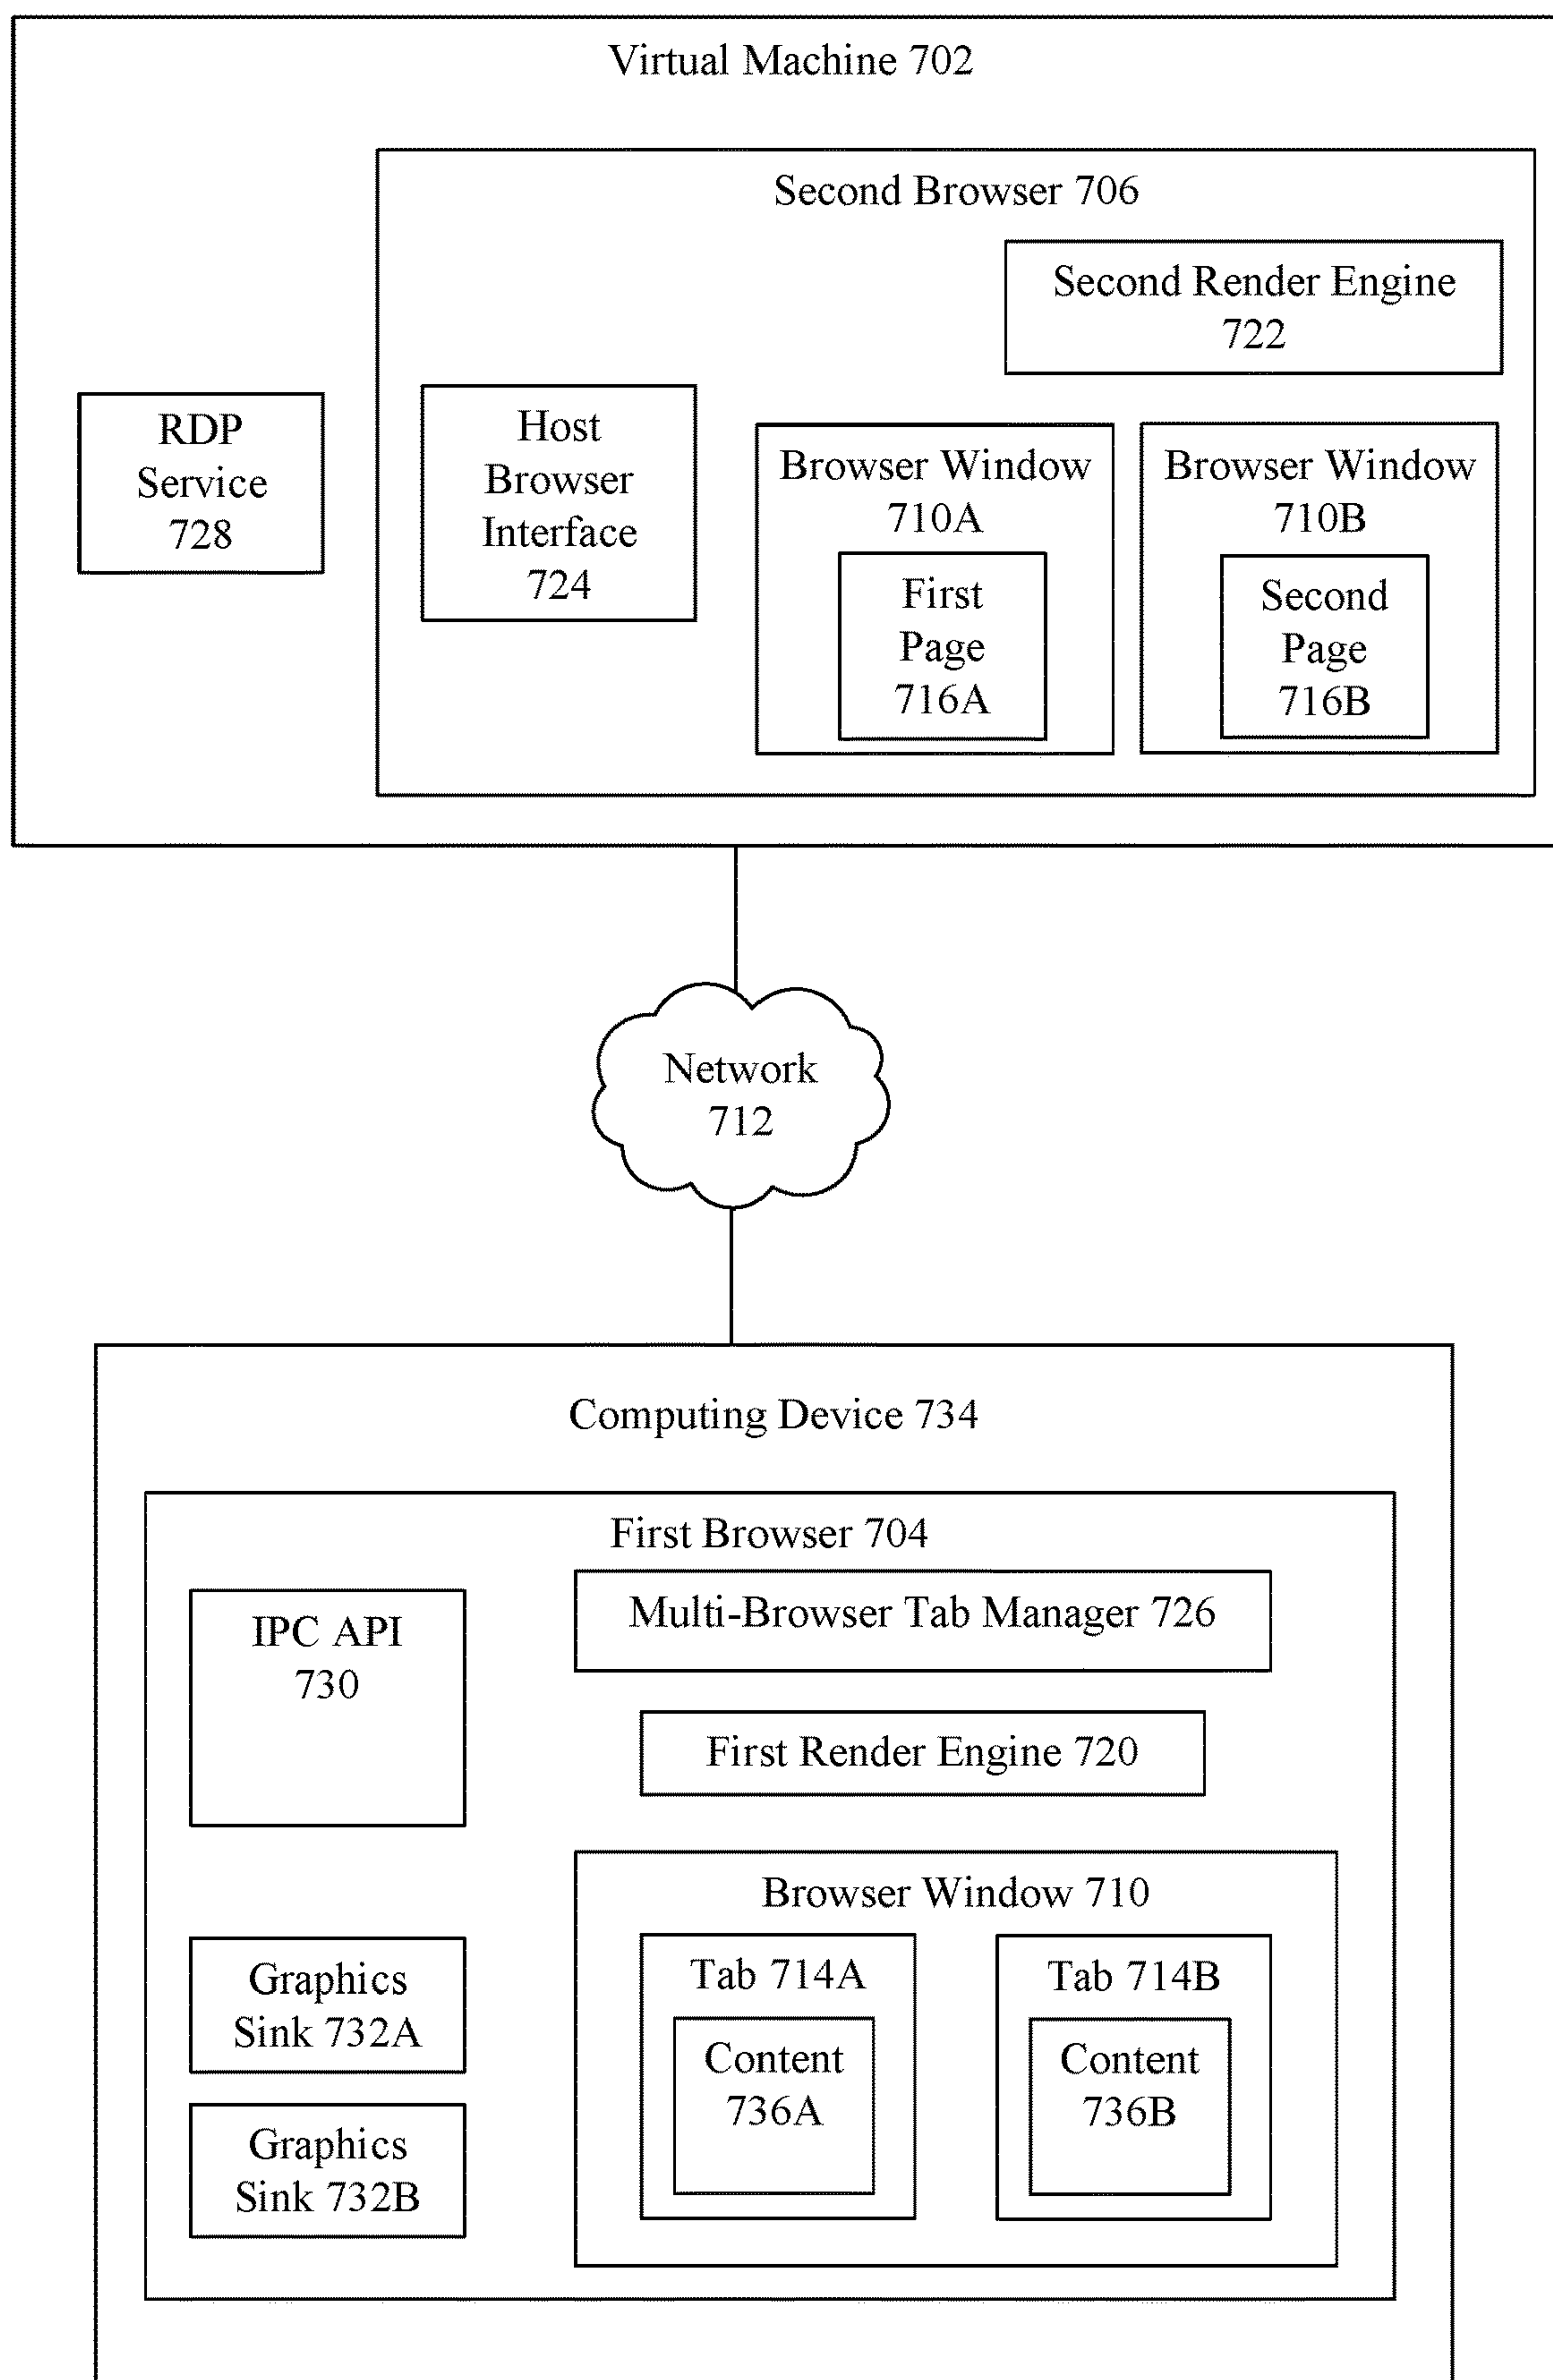 Virtual Machine 702
Second Browser 706
Second Render Engine
722
RDP
Service
728
Host
Browser
Interface
724
Browser Window
710A
First
Page
716A
Browser Window
710B
Second
Page
716B
Network
712
Computing Device 734
First Browser 704
IPC API
730
Multi-Browser Tab Manager 726
First Render Engine 720
Browser Window 710
Graphics
Sink 732A
Graphics
Sink 732B
Tab 714A
Content
736A
Tab 714B
Content
736B